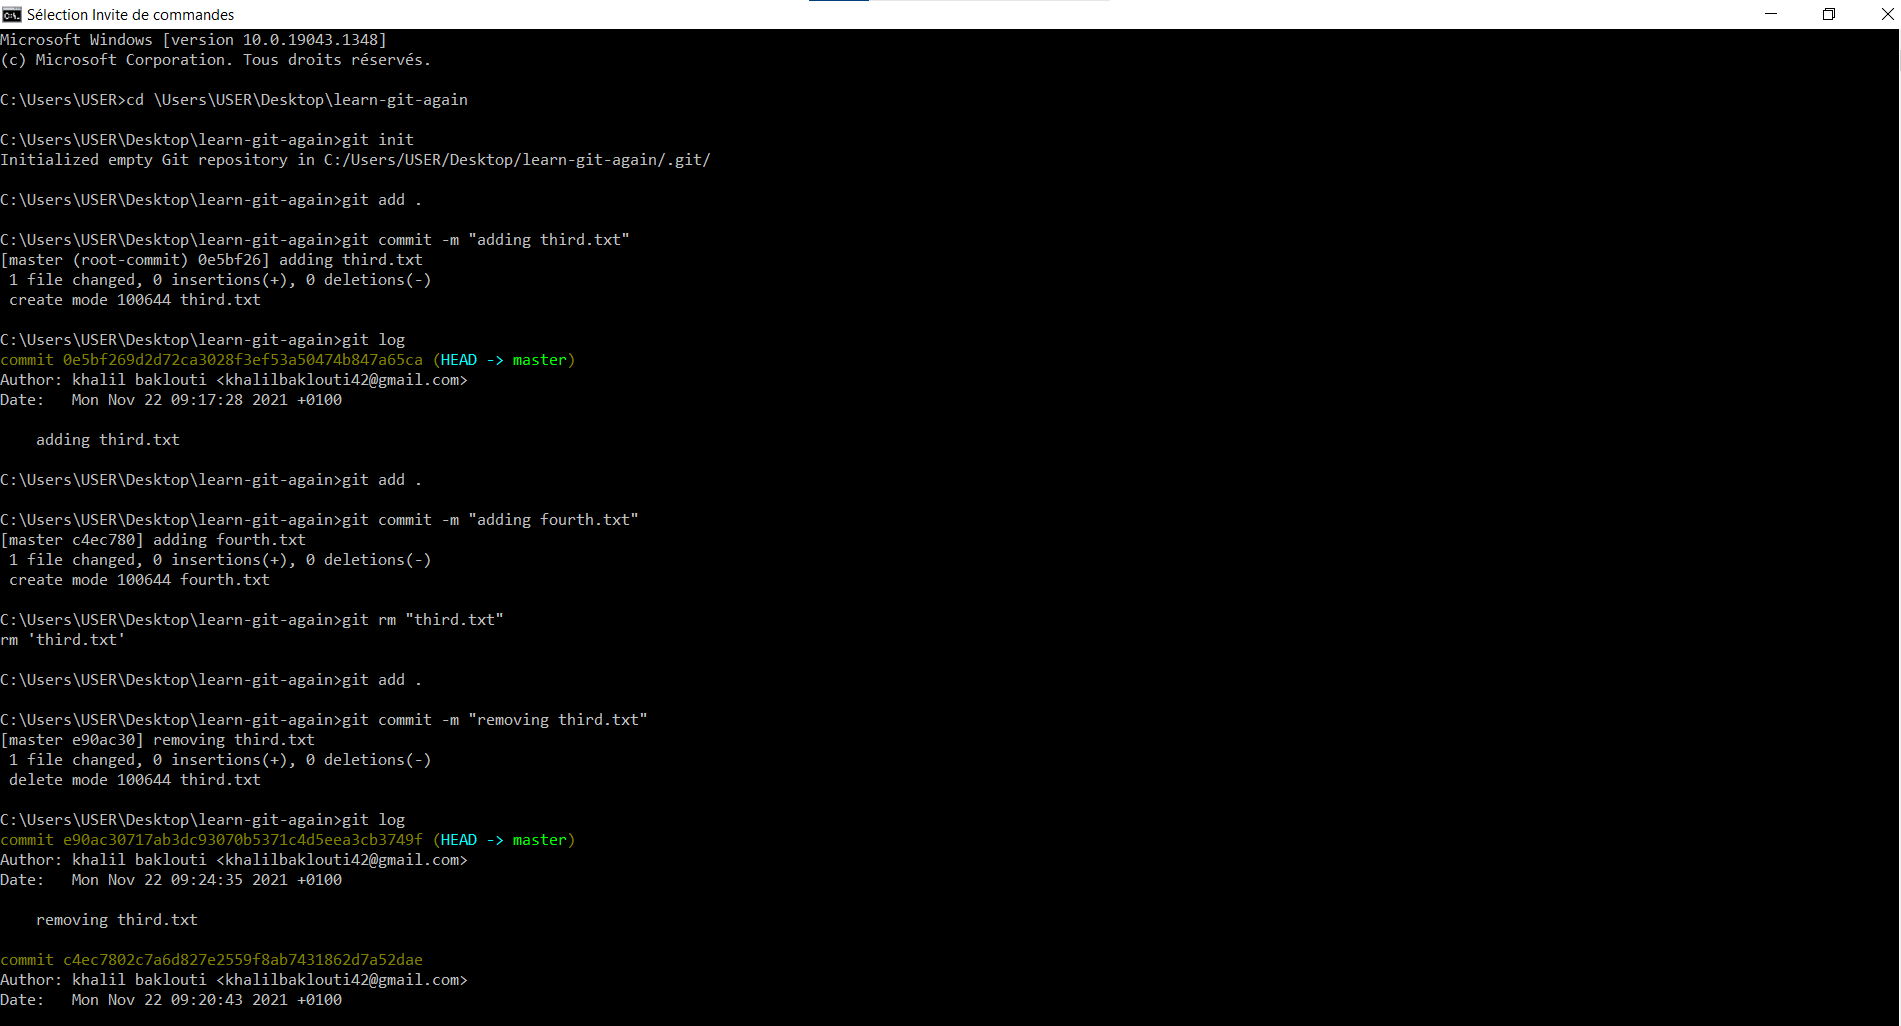 Sélection Invite de commandes
Microsoft Windows [version 10.0.19043.1348]
(c) Microsoft Corporation. Tous droits réservés.
C:\Users\USER>cd \Users\USER\Desktop\learn-git-again
C:\Users\USER\Desktop\learn-git-again>git init
Initialized empty Git repository in C:/Users/USER/Desktop/learn-git-again/.git/
C:\Users\USER\Desktop\learn-git-again>git add .
C:\Users\USER\Desktop\learn-git-again>git commit -m "adding third.txt"
[master (root-commit) 0e5bf26] adding third.txt
 1 file changed, 0 insertions(+), 0 deletions(-)
 create mode 100644 third.txt
C:\Users\USER\Desktop\learn-git-again>git log
commit 0e5bf269d2d72ca3028f3ef53a50474b847a65ca (HEAD -> master)
Author: khalil baklouti <khalilbaklouti42@gmail.com>
Date:   Mon Nov 22 09:17:28 2021 +0100
    adding third.txt
C:\Users\USER\Desktop\learn-git-again>git add .
C:\Users\USER\Desktop\learn-git-again>git commit -m "adding fourth.txt"
[master c4ec780] adding fourth.txt
 1 file changed, 0 insertions(+), 0 deletions(-)
 create mode 100644 fourth.txt
C:\Users\USER\Desktop\learn-git-again>git rm "third.txt"
rm 'third.txt'
C:\Users\USER\Desktop\learn-git-again>git add .
C:\Users\USER\Desktop\learn-git-again>git commit -m "removing third.txt"
[master e90ac30] removing third.txt
 1 file changed, 0 insertions(+), 0 deletions(-)
 delete mode 100644 third.txt
C:\Users\USER\Desktop\learn-git-again>git log
commit e90ac30717ab3dc93070b5371c4d5eea3cb3749f (HEAD -> master)
Author: khalil baklouti <khalilbaklouti42@gmail.com>
Date:   Mon Nov 22 09:24:35 2021 +0100
    removing third.txt
commit c4ec7802c7a6d827e2559f8ab7431862d7a52dae
Author: khalil baklouti <khalilbaklouti42@gmail.com>
Date:   Mon Nov 22 09:20:43 2021 +0100